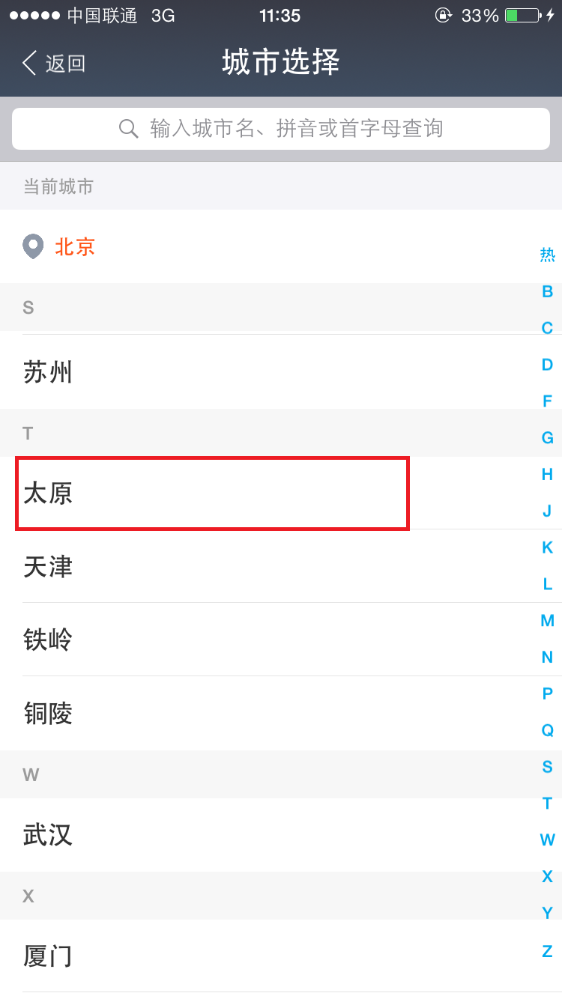 中国联通 3G 11:35 33%
返回 城市选择
输入城市名、拼音或首字母查询
当前城市
北京
S
苏州
T
太原
天津
铁岭
铜陵
W
武汉
X
厦门
热
B
C
D
F
G
H
J
K
L
M
N
P
Q
S
T
W
X
Y
Z